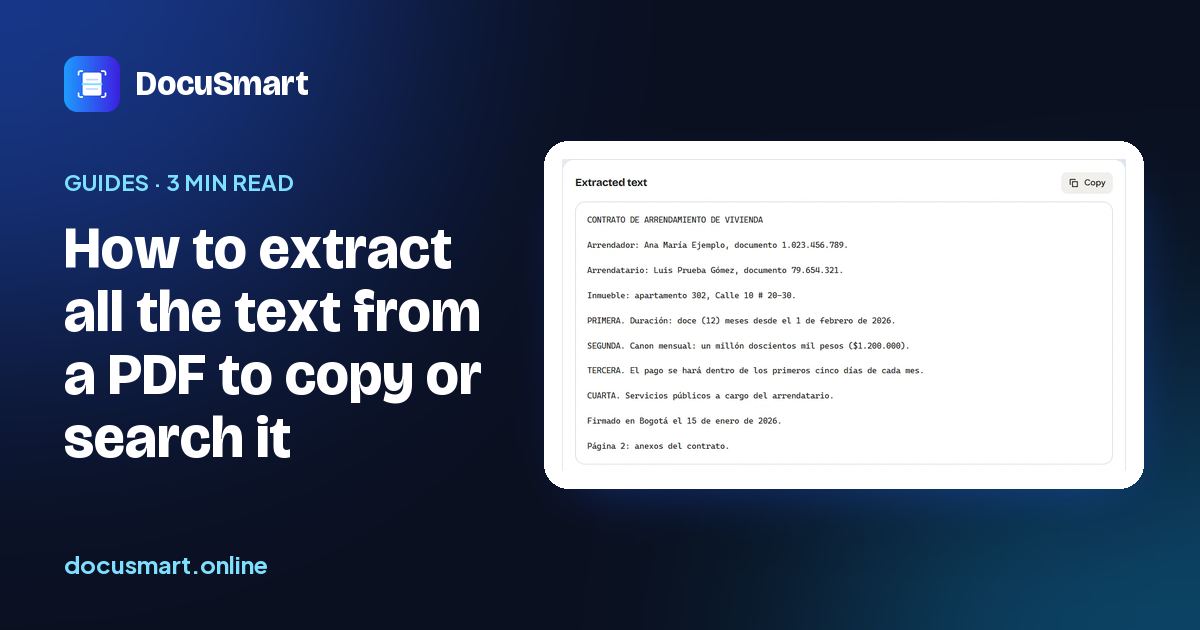 DocuSmart
GUIDES · 3 MIN READ
How to extract
all the text from
a PDF to copy or
search it
docusmart.online
Extracted text
Copy
CONTRATO DE ARRENDAMIENTO DE VIVIENDA
Arrendador: Ana María Ejemplo, documento 1.023.456.789.
Arrendatario: Luis Prueba Gómez, documento 79.654.321.
Inmueble: apartamento 302, Calle 10 # 20-30.
PRIMERA. Duración: doce (12) meses desde el 1 de febrero de 2026.
SEGUNDA. Canon mensual: un millón doscientos mil pesos ($1.200.000).
TERCERA. El pago se hará dentro de los primeros cinco días de cada mes.
CUARTA. Servicios públicos a cargo del arrendatario.
Firmado en Bogotá el 15 de enero de 2026.
Página 2: anexos del contrato.